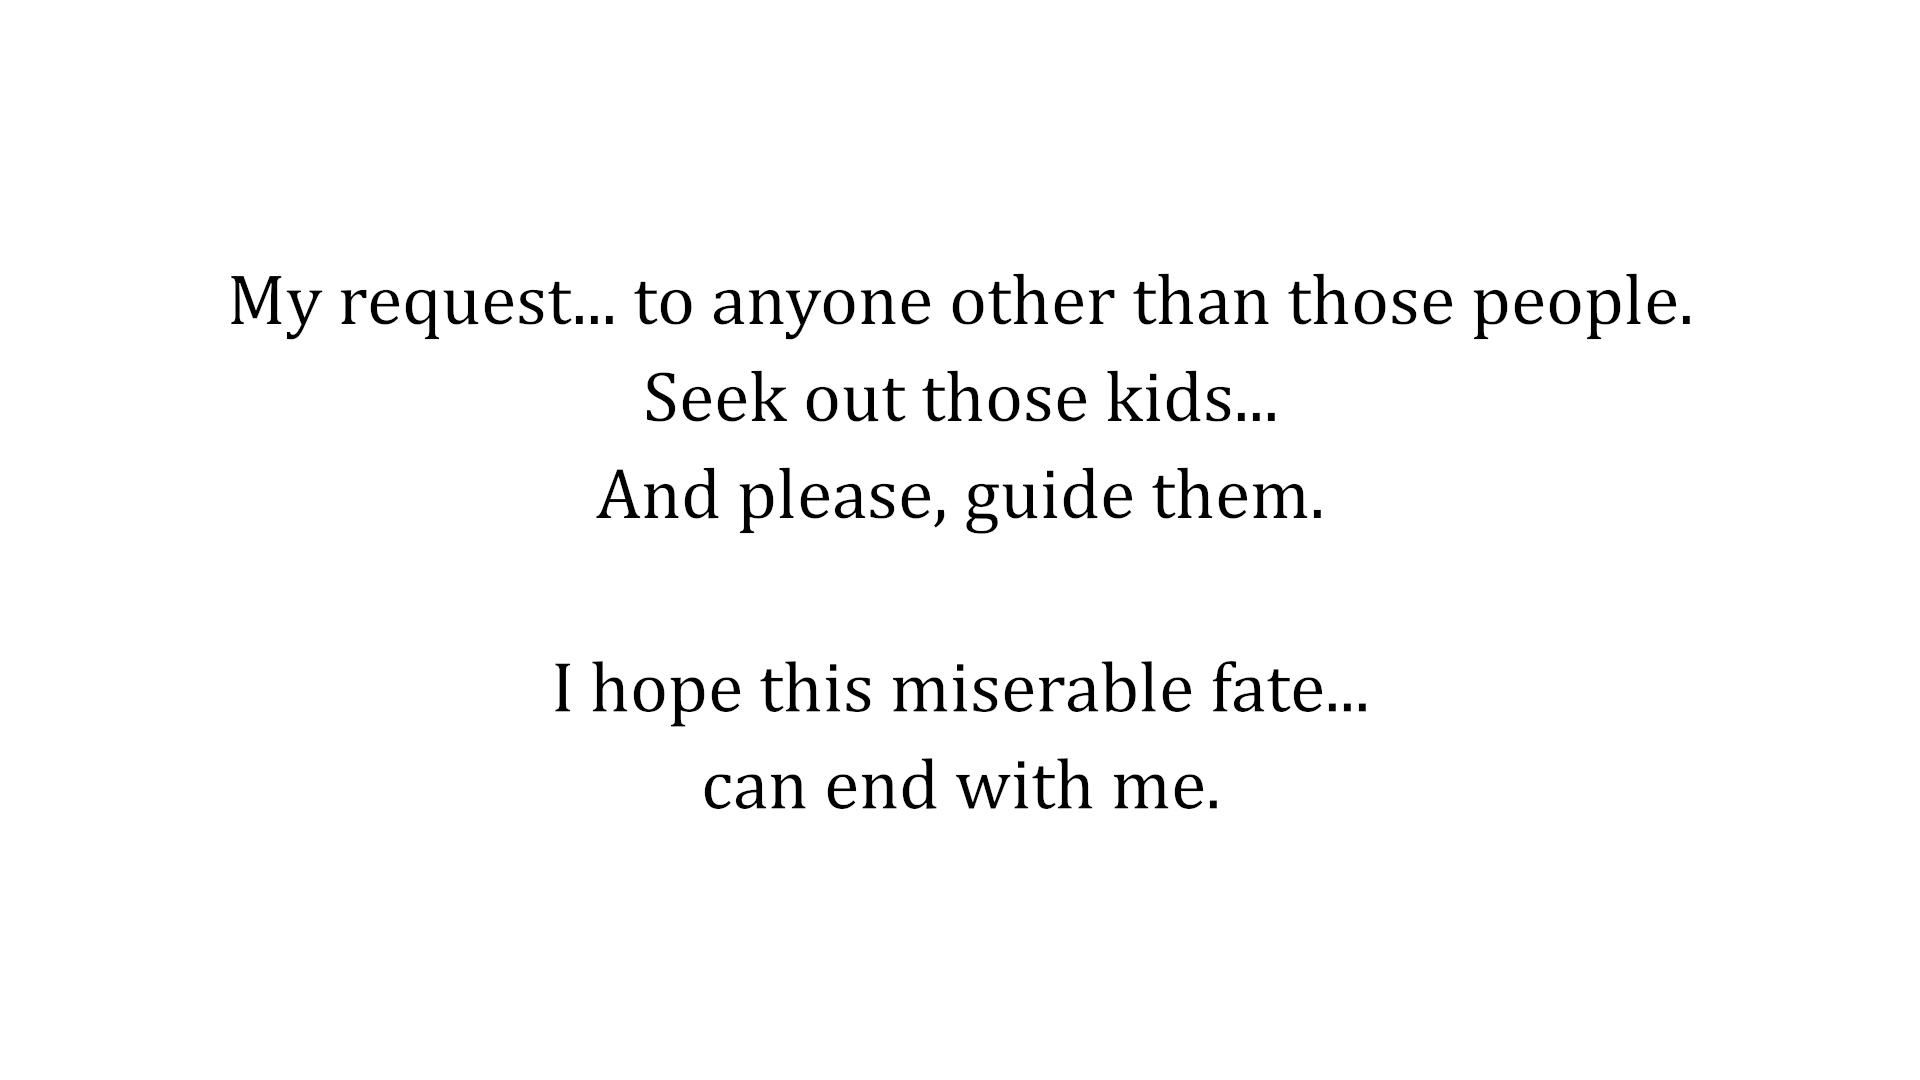 My request... to anyone other than those people.
Seek out those kids...
And please, guide them.
I hope this miserable fate...
can end with me.